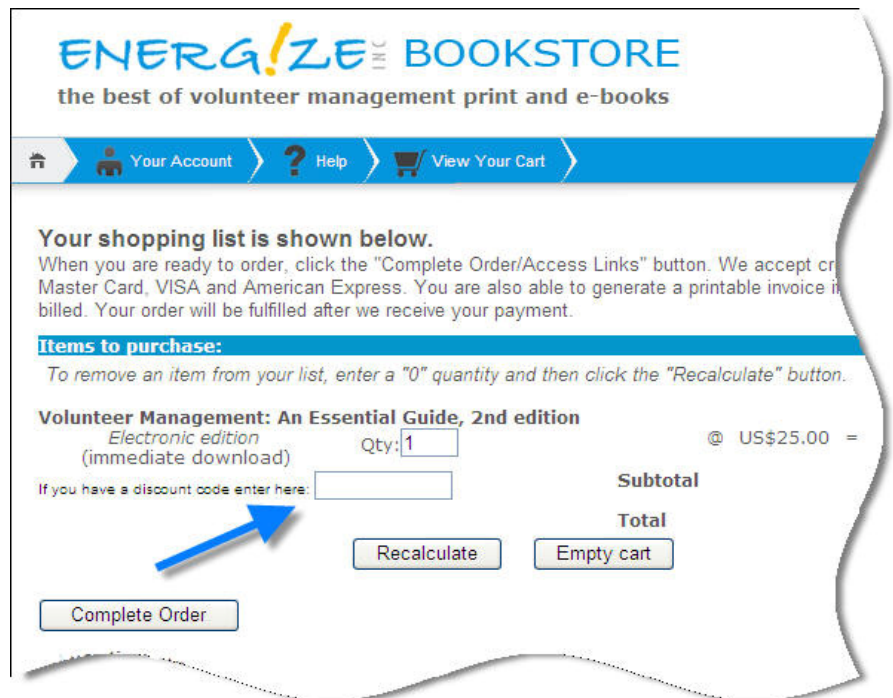 ENERG!ZE INC BOOKSTORE
the best of volunteer management print and e-books
Your Account ? Help View Your Cart
Your shopping list is shown below.
When you are ready to order, click the "Complete Order/Access Links" button. We accept
Master Card, VISA and American Express. You are also able to generate a printable invoice
billed. Your order will be fulfilled after we receive your payment.
Items to purchase:
To remove an item from your list, enter a "0" quantity and then click the "Recalculate" button.
Volunteer Management: An Essential Guide, 2nd edition
Electronic edition Qty: 1 @ US$25.00 =
(immediate download)
If you have a discount code enter here: Subtotal
Total
Recalculate Empty cart
Complete Order